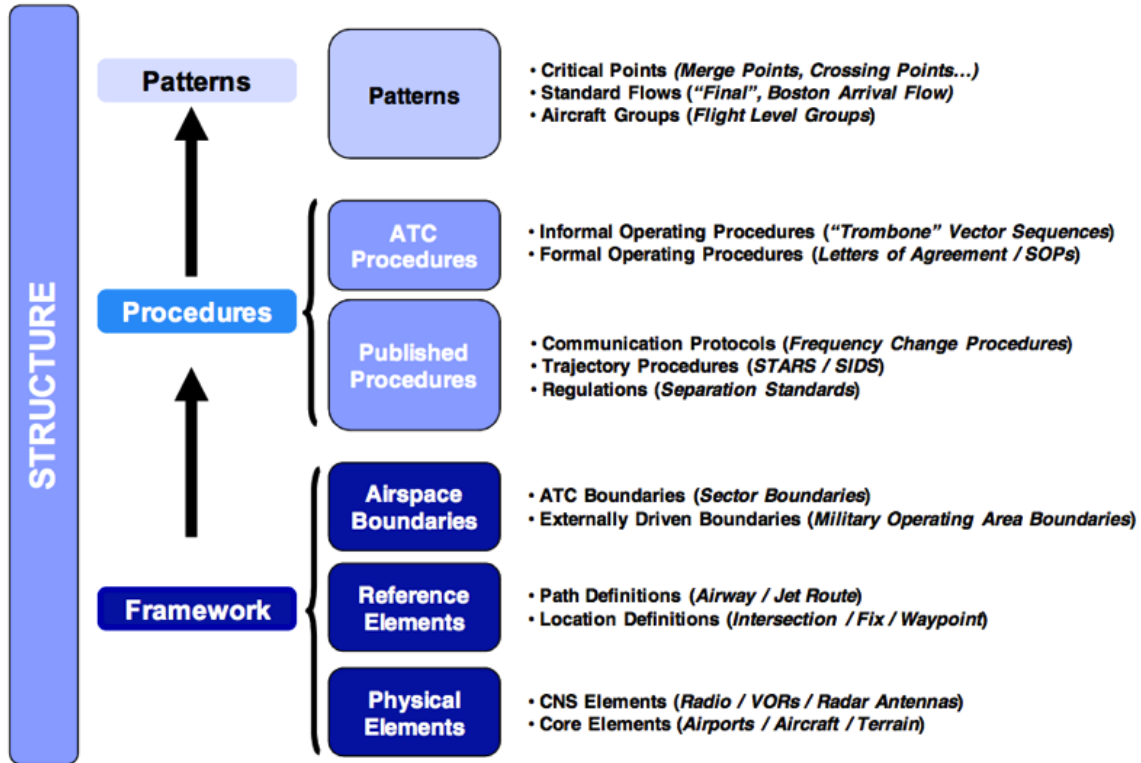 STRUCTURE
Patterns
Patterns
• Critical Points (Merge Points, Crossing Points...)
• Standard Flows (“Final”, Boston Arrival Flow)
• Aircraft Groups (Flight Level Groups)
Procedures
ATC
Procedures
• Informal Operating Procedures (“Trombone” Vector Sequences)
• Formal Operating Procedures (Letters of Agreement / SOPs)
Published
Procedures
• Communication Protocols (Frequency Change Procedures)
• Trajectory Procedures (STARS / SIDS)
• Regulations (Separation Standards)
Framework
Airspace
Boundaries
• ATC Boundaries (Sector Boundaries)
• Externally Driven Boundaries (Military Operating Area Boundaries)
Reference
Elements
• Path Definitions (Airway / Jet Route)
• Location Definitions (Intersection / Fix / Waypoint)
Physical
Elements
• CNS Elements (Radio / VORs / Radar Antennas)
• Core Elements (Airports / Aircraft / Terrain)